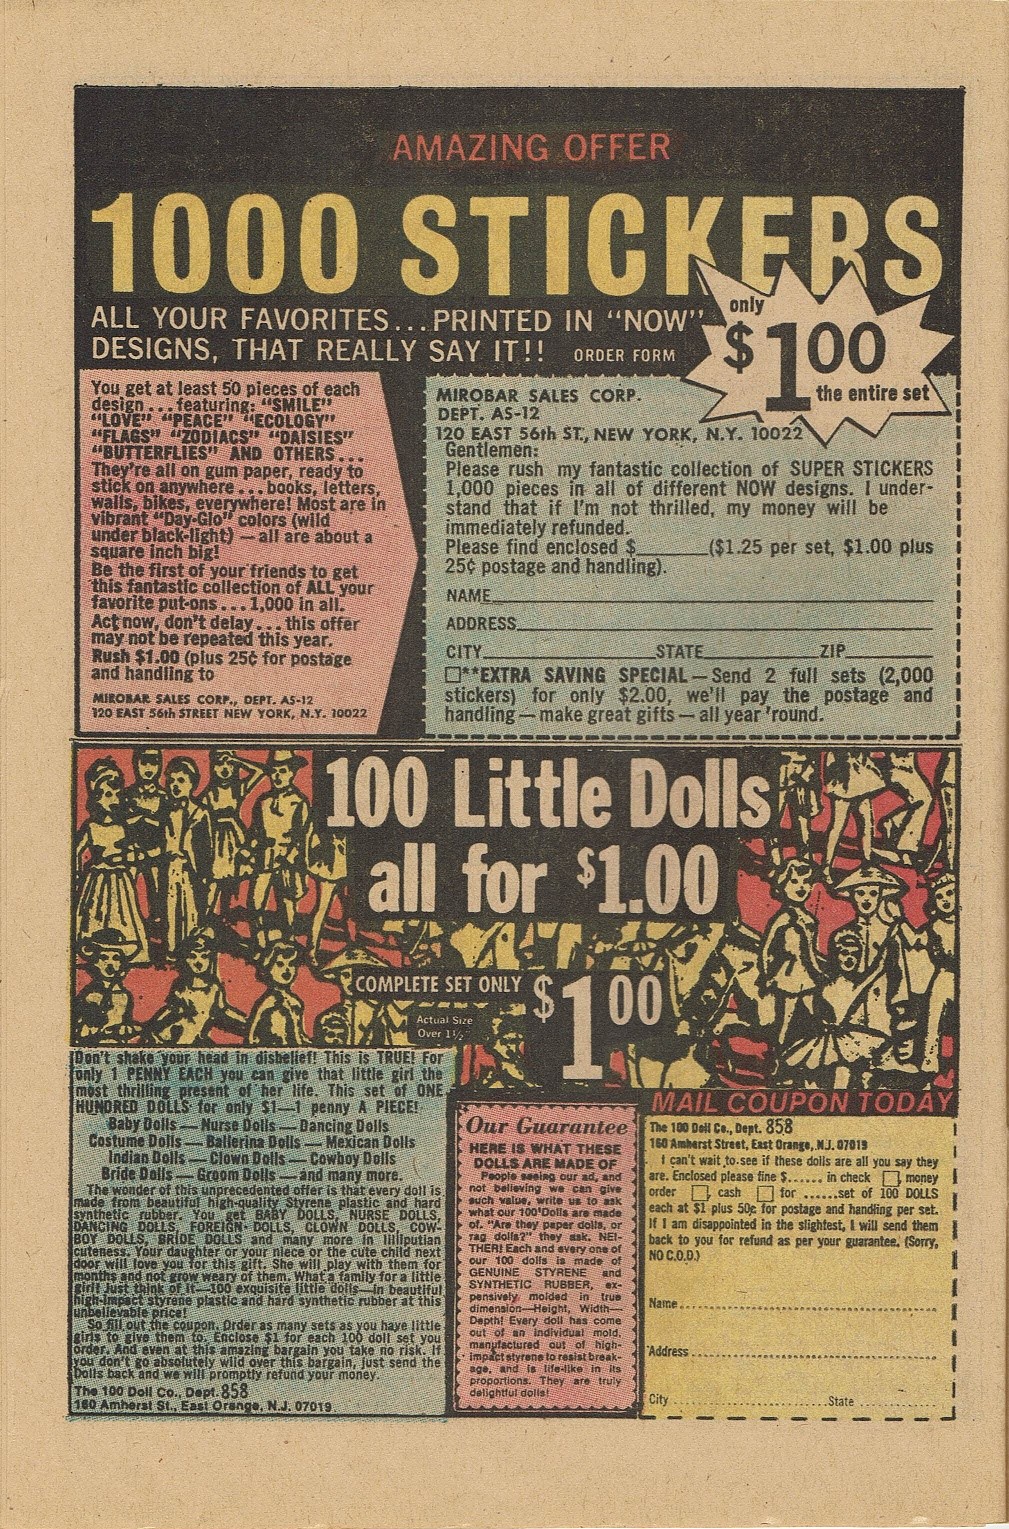 AMAZING OFFER
1000 STICKERS
ALL YOUR FAVORITES...PRINTED IN "NOW"
DESIGNS, THAT REALLY SAY IT!! ORDER FORM
only
$1.00
the entire set
You get at least 50 pieces of each
design...featuring: "SMILE"
"LOVE" "PEACE" "ECOLOGY"
"FLAGS" "ZODIACS" "DAISIES"
"BUTTERFLIES" AND OTHERS...
They're all on gum paper, ready to
stick on anywhere...books, letters,
walls, bikes, everywhere! Most are in
vibrant "Day-Glo" colors (wild
under black-light) — all are about a
square inch big!
Be the first of your friends to get
this fantastic collection of ALL your
favorite put-ons...1,000 in all.
Act now, don't delay...this offer
may not be repeated this year.
Rush $1.00 (plus 25¢ for postage
and handling to
MIROBAR SALES CORP., DEPT. AS-12
120 EAST 56th STREET NEW YORK, N.Y. 10022
MIROBAR SALES CORP.
DEPT. AS-12
120 EAST 56th ST., NEW YORK, N.Y. 10022
Gentlemen:
Please rush my fantastic collection of SUPER STICKERS
1,000 pieces in all of different NOW designs. I under-
stand that if I'm not thrilled, my money will be
immediately refunded.
Please find enclosed $______($1.25 per set, $1.00 plus
25¢ postage and handling).
NAME
ADDRESS
CITY STATE ZIP
**EXTRA SAVING SPECIAL — Send 2 full sets (2,000
stickers) for only $2.00, we'll pay the postage and
handling — make great gifts — all year 'round.
100 Little Dolls
all for $1.00
COMPLETE SET ONLY $1.00
Actual Size
Over 1½"
Don't shake your head in disbelief! This is TRUE! For
only 1 PENNY EACH you can give that little girl the
most thrilling present of her life. This set of ONE
HUNDRED DOLLS for only $1—1 penny A PIECE!
Baby Dolls — Nurse Dolls — Dancing Dolls
Costume Dolls — Ballerina Dolls — Mexican Dolls
Indian Dolls — Clown Dolls — Cowboy Dolls
Bride Dolls — Groom Dolls — and many more.
The wonder of this unprecedented offer is that every doll is
made from beautiful high-quality Styrene plastic and hard
synthetic rubber. You get BABY DOLLS, NURSE DOLLS,
DANCING DOLLS, FOREIGN DOLLS, CLOWN DOLLS, COW-
BOY DOLLS, BRIDE DOLLS and many more in lilliputian
cuteness. Your daughter or your niece or the cute child next
door will love you for this gift. She will play with them for
months and not grow weary of them. What a family for a little
girl! Just think of it—100 exquisite little dolls—in beautiful
high-impact styrene plastic and hard synthetic rubber at this
unbelievable price!
So fill out the coupon. Order as many sets as you have little
girls to give them to. Enclose $1 for each 100 doll set you
order. And even at this amazing bargain you take no risk. If
you don't go absolutely wild over this bargain, just send the
Dolls back and we will promptly refund your money.
The 100 Doll Co., Dept. 858
160 Amherst St., East Orange, N.J. 07019
Our Guarantee
HERE IS WHAT THESE
DOLLS ARE MADE OF
People seeing our ad, and
not believing we can give
such value, write us to ask
what our 100 Dolls are made
of. "Are they paper dolls, or
rag dolls?" they ask. NEI-
THER! Each and every one of
our 100 dolls is made of
GENUINE STYRENE and
SYNTHETIC RUBBER, ex-
pensively molded in true
dimension—Height, Width—
Depth! Every doll has come
out of an individual mold,
manufactured out of high-
impact styrene to resist break-
age, and is life-like in its
proportions. They are truly
delightful dolls!
MAIL COUPON TODAY
The 100 Doll Co., Dept. 858
160 Amherst Street, East Orange, N.J. 07019
I can't wait to see if these dolls are all you say they
are. Enclosed please fine $...... in check , money
order , cash for ......set of 100 DOLLS
each at $1 plus 50¢ for postage and handling per set.
If I am disappointed in the slightest, I will send them
back to you for refund as per your guarantee. (Sorry,
NO C.O.D.)
Name
Address
City State